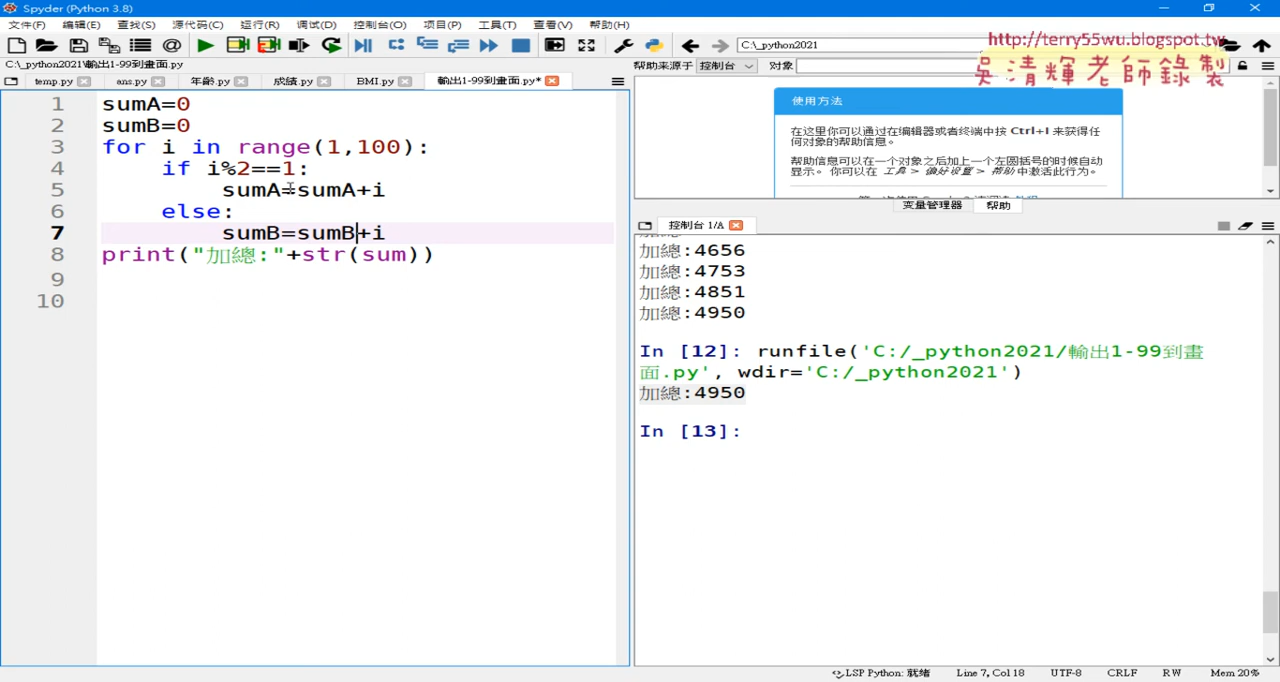 Spyder (Python 3.8)
文件(F) 编辑(E) 查找(S) 源代码(C) 运行(R) 调试(D) 控制台(O) 项目(P) 工具(T) 查看(V) 帮助(H)
C:\_python2021
http://terry55wu.blogspot.tw
吳清輝老師錄製
C:\_python2021\輸出1-99到畫面.py
temp.py ans.py 年齡.py 成績.py BMI.py 輸出1-99到畫面.py*
帮助来源于 控制台 对象
1 sumA=0
2 sumB=0
3 for i in range(1,100):
4 if i%2==1:
5 sumA=sumA+i
6 else:
7 sumB=sumB+i
8 print("加總:"+str(sum))
9
10
使用方法
在这里你可以通过在编辑器或者终端中按 Ctrl+I 来获得任
何对象的帮助信息。
帮助信息可以在一个对象之后加上一个左圆括号的时候自动
显示。 你可以在 工具 > 偏好设置 > 帮助 中激活此行为。
变量管理器 帮助
控制台 1/A
加總:4656
加總:4753
加總:4851
加總:4950
In [12]: runfile('C:/_python2021/輸出1-99到畫
面.py', wdir='C:/_python2021')
加總:4950
In [13]:
LSP Python: 就绪 Line 7, Col 18 UTF-8 CRLF RW Mem 20%